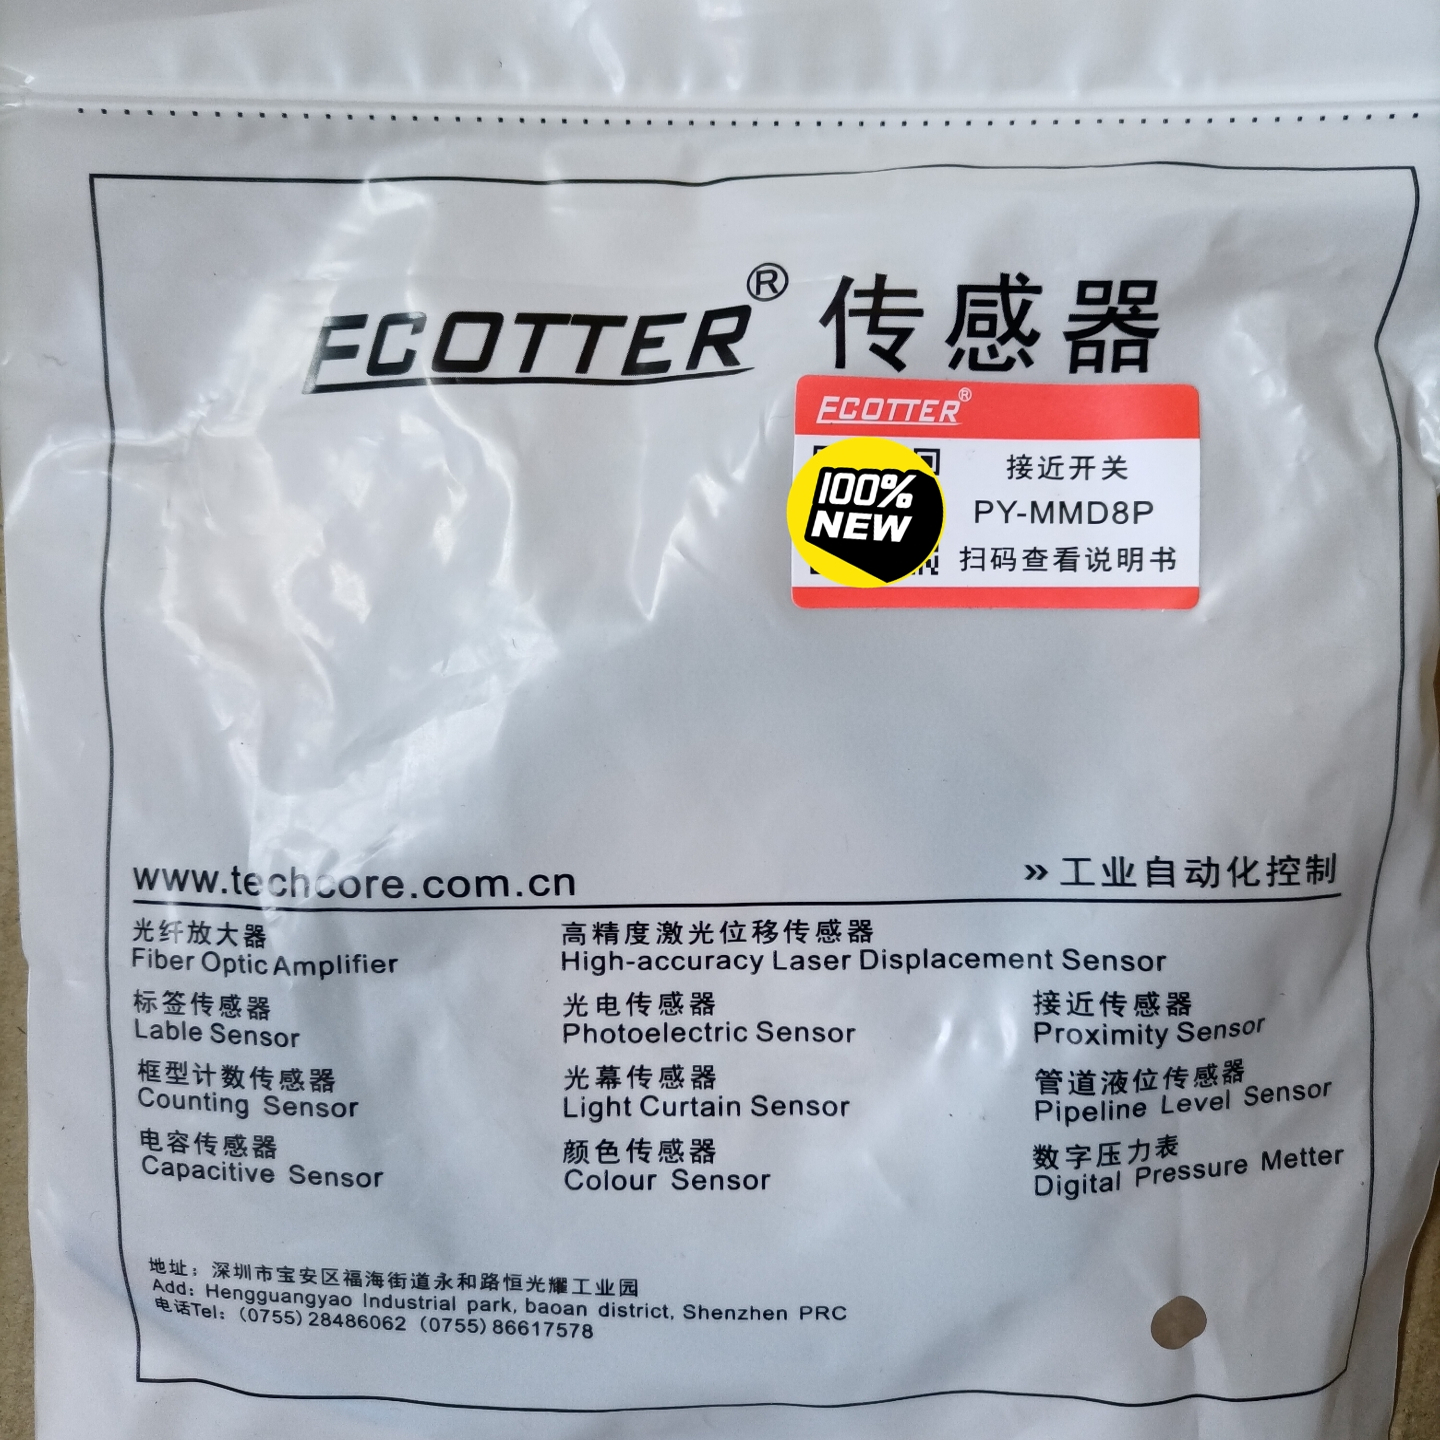 ECOTTER® 传感器
ECOTTER®
接近开关
PY-MMD8P
扫码查看说明书
100%
NEW
www.techcore.com.cn
» 工业自动化控制
光纤放大器
Fiber Optic Amplifier
高精度激光位移传感器
High-accuracy Laser Displacement Sensor
标签传感器
Lable Sensor
光电传感器
Photoelectric Sensor
接近传感器
Proximity Sensor
框型计数传感器
Counting Sensor
光幕传感器
Light Curtain Sensor
管道液位传感器
Pipeline Level Sensor
电容传感器
Capacitive Sensor
颜色传感器
Colour Sensor
数字压力表
Digital Pressure Metter
地址：深圳市宝安区福海街道永和路恒光耀工业园
Add: Hengguangyao Industrial park, baoan district, Shenzhen PRC
电话Tel: (0755) 28486062 (0755) 86617578